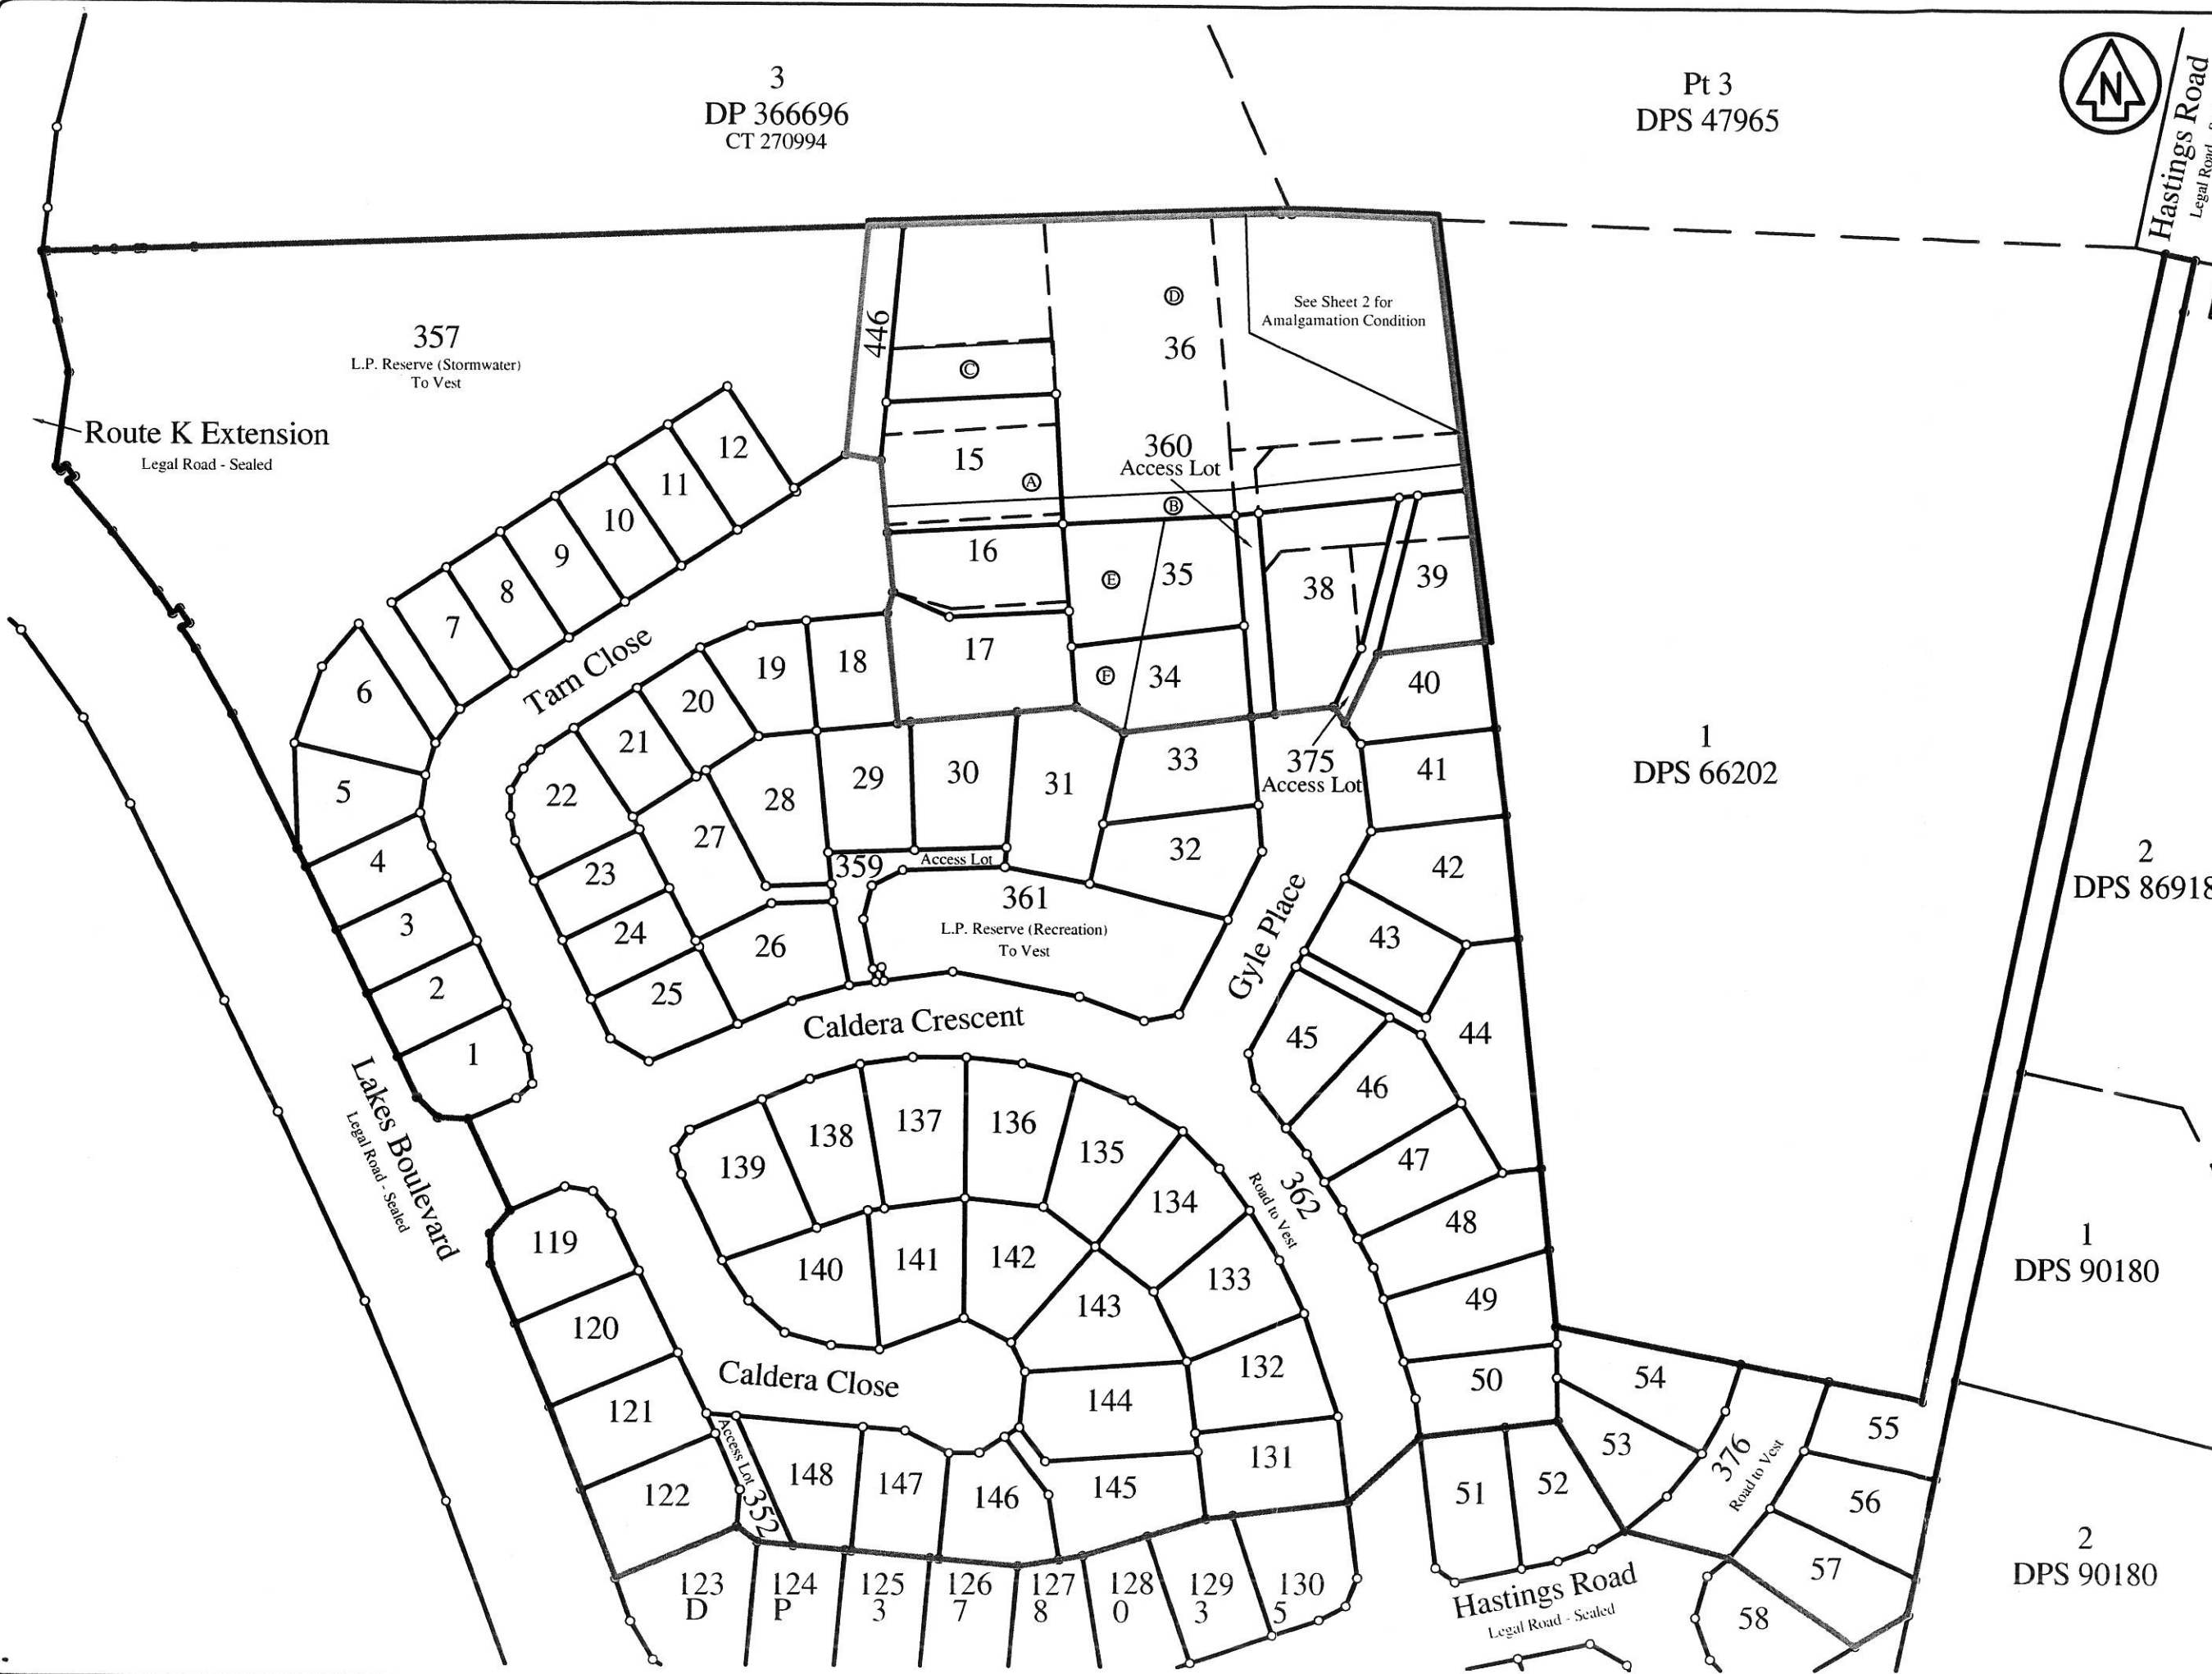 3
DP 366696
CT 270994
Pt 3
DPS 47965
N
Hastings Road
Legal Road
357
L.P. Reserve (Stormwater)
To Vest
446
C
D
36
See Sheet 2 for
Amalgamation Condition
Route K Extension
Legal Road - Sealed
12
11
10
9
8
7
6
5
4
3
2
1
15
A
360
Access Lot
B
16
E
35
38
39
17
F
34
40
Tarn Close
18
19
20
21
22
23
24
25
26
27
28
29
30
31
33
32
375
Access Lot
41
42
1
DPS 66202
2
DPS 86918
359
Access Lot
361
L.P. Reserve (Recreation)
To Vest
Gyle Place
43
44
45
46
47
48
49
50
Caldera Crescent
Lakes Boulevard
Legal Road - Sealed
362
Road to Vest
139
138
137
136
135
134
133
132
131
140
141
142
143
144
145
146
147
148
Caldera Close
119
120
121
122
Access Lot
352
1
DPS 90180
51
52
53
54
376
Road to Vest
55
56
57
58
2
DPS 90180
Hastings Road
Legal Road - Sealed
123
D
124
P
125
3
126
7
127
8
128
0
129
3
130
5